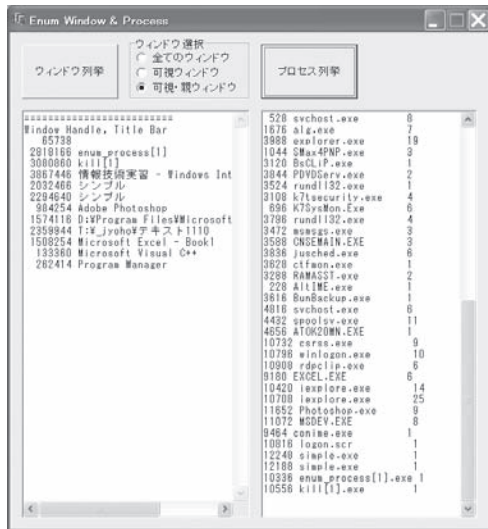 Enum Window & Process
ウィンドウ列挙
ウィンドウ選択
全てのウィンドウ
可視ウィンドウ
可視・親ウィンドウ
プロセス列挙
=========================
Window Handle, Title Bar
65738
2818166 enum_process[1]
3080860 kill[1]
3867446 情報技術実習 - Windows Int
2032466 シンプル
2294640 シンプル
984254 Adobe Photoshop
1574116 D:¥Program Files¥Microsoft
2359944 T:¥_jyoho¥テキスト1110
1508254 Microsoft Excel - Book1
133360 Microsoft Visual C++
262414 Program Manager
528 svchost.exe 8
1676 alg.exe 7
3988 explorer.exe 19
1044 SMax4PNP.exe 3
3120 BsCLiP.exe 1
3844 PDVDServ.exe 2
3524 rundll32.exe 1
3108 k7tsecurity.exe 4
696 K7SysMon.Exe 6
3796 rundll32.exe 4
3472 msmsgs.exe 3
3588 CNSEMAIN.EXE 3
3836 jusched.exe 6
3628 ctfmon.exe 1
3288 RAMASST.exe 2
228 AltIME.exe 1
3616 BunBackup.exe 1
4816 svchost.exe 6
4432 spoolsv.exe 11
4656 ATOK20MN.EXE 1
10732 csrss.exe 9
10796 winlogon.exe 10
10908 rdpclip.exe 6
9180 EXCEL.EXE 6
10420 iexplore.exe 14
10708 iexplore.exe 25
11652 Photoshop.exe 9
11072 MSDEV.EXE 8
9464 conime.exe 1
10816 logon.scr 1
12240 simple.exe 1
12188 simple.exe 1
10336 enum_process[1].exe 1
10556 kill[1].exe 1